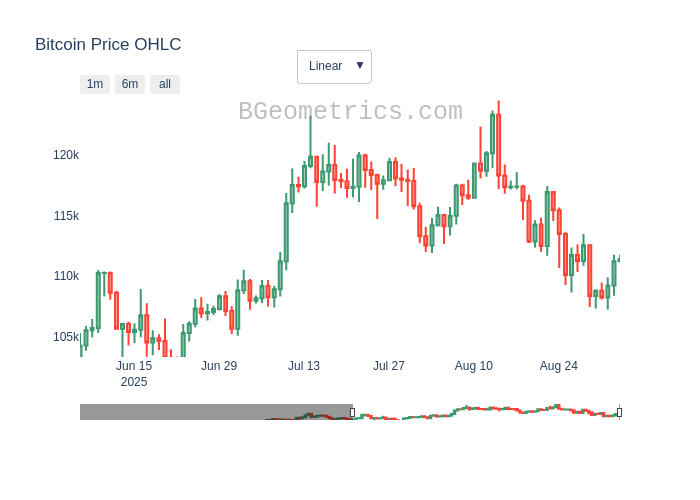 Bitcoin Price OHLC
Linear ▼
1m 6m all
BGeometrics.com
120k
115k
110k
105k
Jun 15 Jun 29 Jul 13 Jul 27 Aug 10 Aug 24
2025